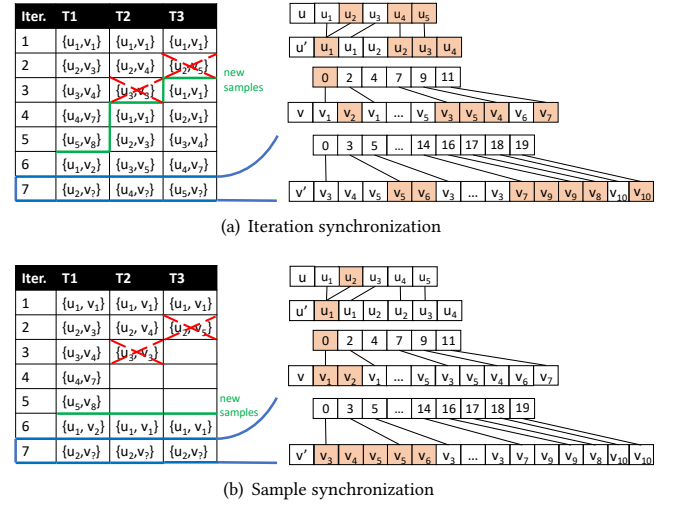 Iter. T1 T2 T3
1 {u₁,v₁} {u₁,v₁} {u₁,v₁}
2 {u₂,v₃} {u₂,v₄} {u₂,v₅}
3 {u₃,v₄} {u₃,v₃} {u₁,v₁}
4 {u₄,v₇} {u₁,v₁} {u₂,v₁}
5 {u₅,v₈} {u₂,v₃} {u₃,v₄}
6 {u₁,v₂} {u₃,v₅} {u₄,v₇}
7 {u₂,v?} {u₄,v?} {u₅,v?}
new
samples
u u₁ u₂ u₃ u₄ u₅
u' u₁ u₁ u₂ u₂ u₃ u₄
0 2 4 7 9 11
v v₁ v₂ v₁ ... v₅ v₃ v₅ v₄ v₆ v₇
0 3 5 ... 14 16 17 18 19
v' v₃ v₄ v₅ v₅ v₆ v₃ ... v₃ v₇ v₉ v₉ v₈ v₁₀ v₁₀
(a) Iteration synchronization
Iter. T1 T2 T3
1 {u₁, v₁} {u₁, v₁} {u₁, v₁}
2 {u₂,v₃} {u₂, v₄} {u₂, v₅}
3 {u₃,v₄} {u₃, v₃}
4 {u₄,v₇}
5 {u₅,v₈}
6 {u₁, v₂} {u₁, v₁} {u₁, v₁}
7 {u₂,v?} {u₂,v?} {u₂,v?}
new
samples
u u₁ u₂ u₃ u₄ u₅
u' u₁ u₁ u₂ u₂ u₃ u₄
0 2 4 7 9 11
v v₁ v₂ v₁ ... v₅ v₃ v₅ v₄ v₆ v₇
0 3 5 ... 14 16 17 18 19
v' v₃ v₄ v₅ v₅ v₆ v₃ ... v₃ v₇ v₉ v₉ v₈ v₁₀ v₁₀
(b) Sample synchronization